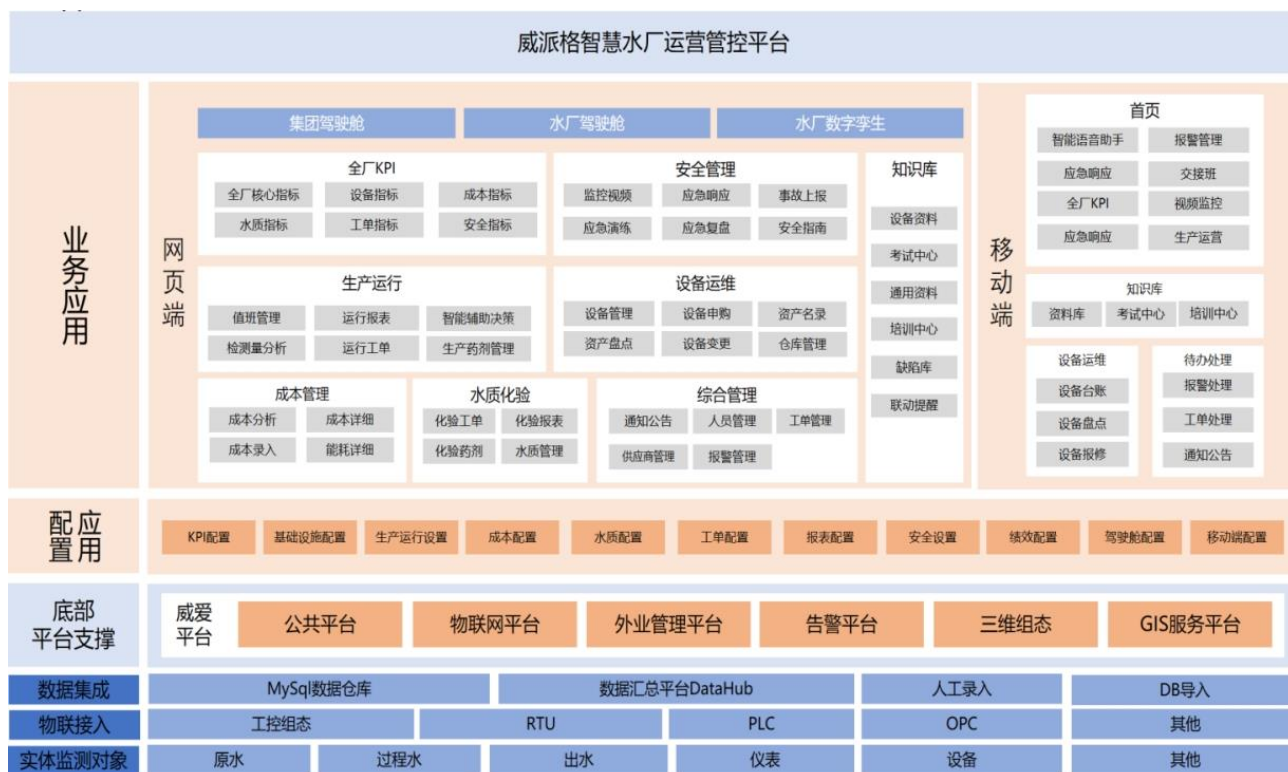 威派格智慧水厂运营管控平台
业务应用
网页端
集团驾驶舱 水厂驾驶舱 水厂数字孪生
全厂KPI
全厂核心指标 设备指标 成本指标
水质指标 工单指标 安全指标
安全管理
监控视频 应急响应 事故上报
应急演练 应急复盘 安全指南
生产运行
值班管理 运行报表 智能辅助决策
检测量分析 运行工单 生产药剂管理
设备运维
设备管理 设备申购 资产名录
资产盘点 设备变更 仓库管理
成本管理
成本分析 成本详细
成本录入 能耗详细
水质化验
化验工单 化验报表
化验药剂 水质管理
综合管理
通知公告 人员管理 工单管理
供应商管理 报警管理
知识库
设备资料
考试中心
通用资料
培训中心
缺陷库
联动提醒
移动端
首页
智能语音助手 报警管理
应急响应 交接班
全厂KPI 视频监控
应急响应 生产运营
知识库
资料库 考试中心 培训中心
设备运维
设备台账
设备盘点
设备报修
待办处理
报警处理
工单处理
通知公告
配置应用
KPI配置 基础设施配置 生产运行设置 成本配置 水质配置 工单配置 报表配置 安全设置 绩效配置 驾驶舱配置 移动端配置
底部
平台支撑
威爱
平台
公共平台 物联网平台 外业管理平台 告警平台 三维组态 GIS服务平台
数据集成 MySql数据仓库 数据汇总平台DataHub 人工录入 DB导入
物联接入 工控组态 RTU PLC OPC 其他
实体监测对象 原水 过程水 出水 仪表 设备 其他